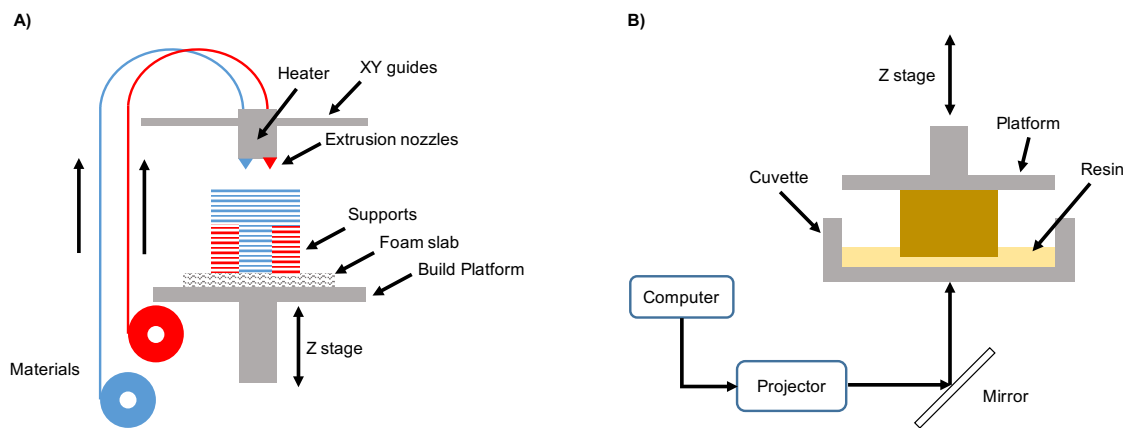 A)
Heater
XY guides
Extrusion nozzles
Supports
Foam slab
Build Platform
Z stage
Materials
B)
Z stage
Platform
Cuvette
Resin
Computer
Projector
Mirror